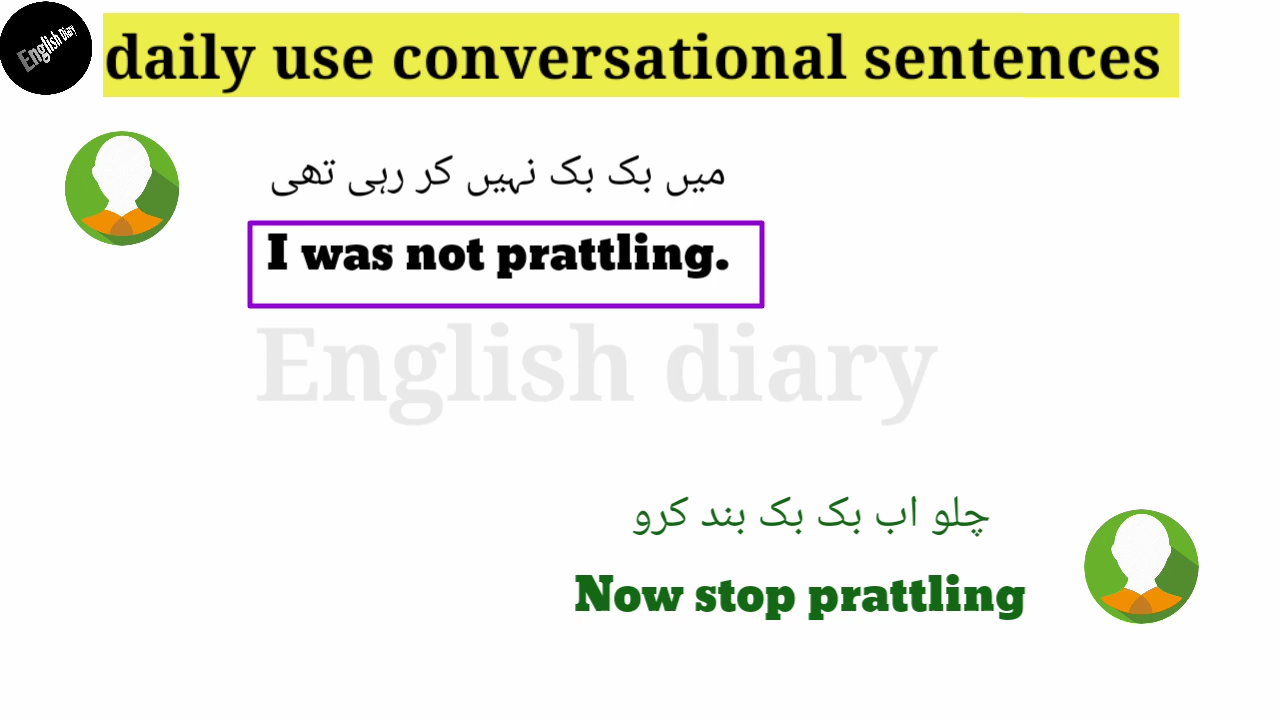 English Diary
daily use conversational sentences
میں بک بک نہیں کر رہی تھی
I was not prattling.
English diary
چلو اب بک بک بند کرو
Now stop prattling